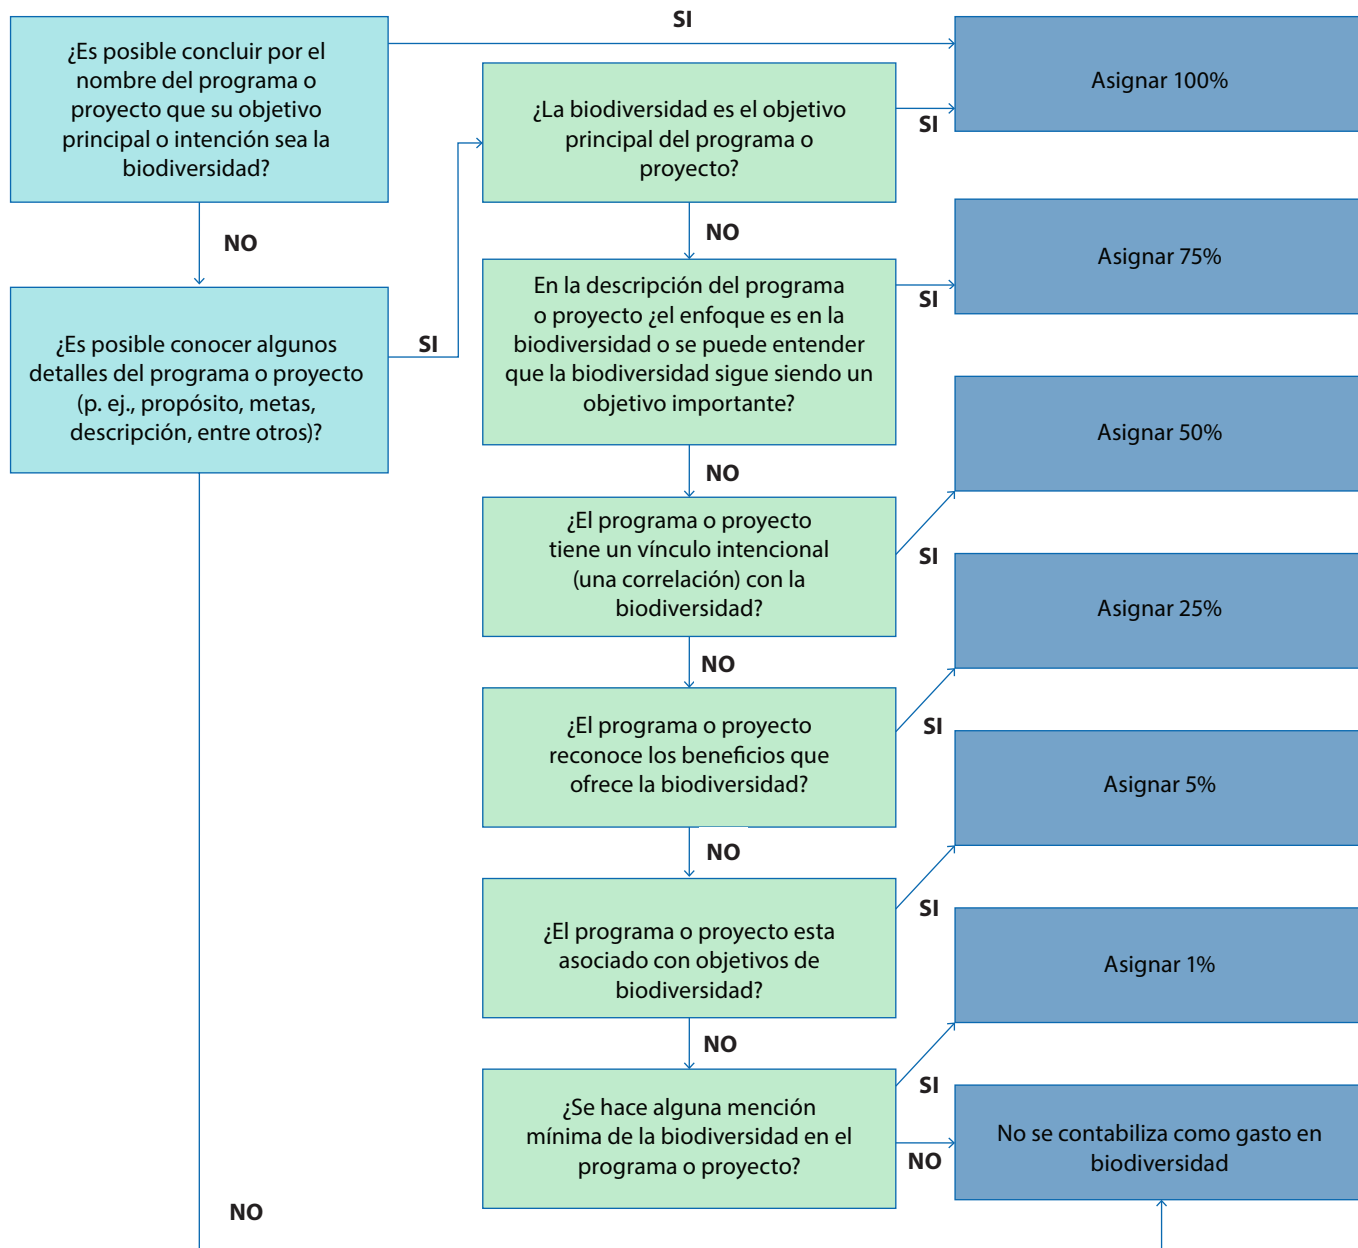 SI
¿Es posible concluir por el
nombre del programa o
proyecto que su objetivo
principal o intención sea la
biodiversidad?
¿La biodiversidad es el objetivo
principal del programa o
proyecto?
SI
Asignar 100%
NO
NO
¿Es posible conocer algunos
detalles del programa o proyecto
(p. ej., propósito, metas,
descripción, entre otros)?
SI
En la descripción del programa
o proyecto ¿el enfoque es en la
biodiversidad o se puede entender
que la biodiversidad sigue siendo un
objetivo importante?
SI
Asignar 75%
NO
¿El programa o proyecto
tiene un vínculo intencional
(una correlación) con la
biodiversidad?
SI
Asignar 50%
NO
¿El programa o proyecto
reconoce los beneficios que
ofrece la biodiversidad?
SI
Asignar 25%
NO
¿El programa o proyecto esta
asociado con objetivos de
biodiversidad?
SI
Asignar 5%
NO
¿Se hace alguna mención
mínima de la biodiversidad en el
programa o proyecto?
SI
Asignar 1%
NO
No se contabiliza como gasto en
biodiversidad
NO